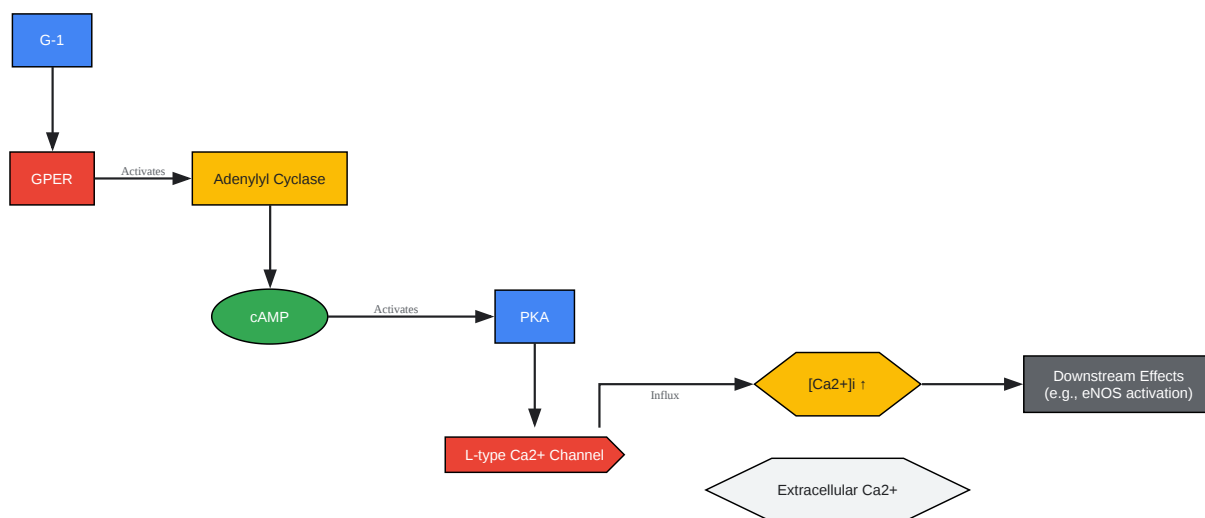 G-1
GPER
Activates
Adenylyl Cyclase
cAMP
Activates
PKA
L-type Ca2+ Channel
Influx
[Ca2+]i ↑
Downstream Effects
(e.g., eNOS activation)
Extracellular Ca2+